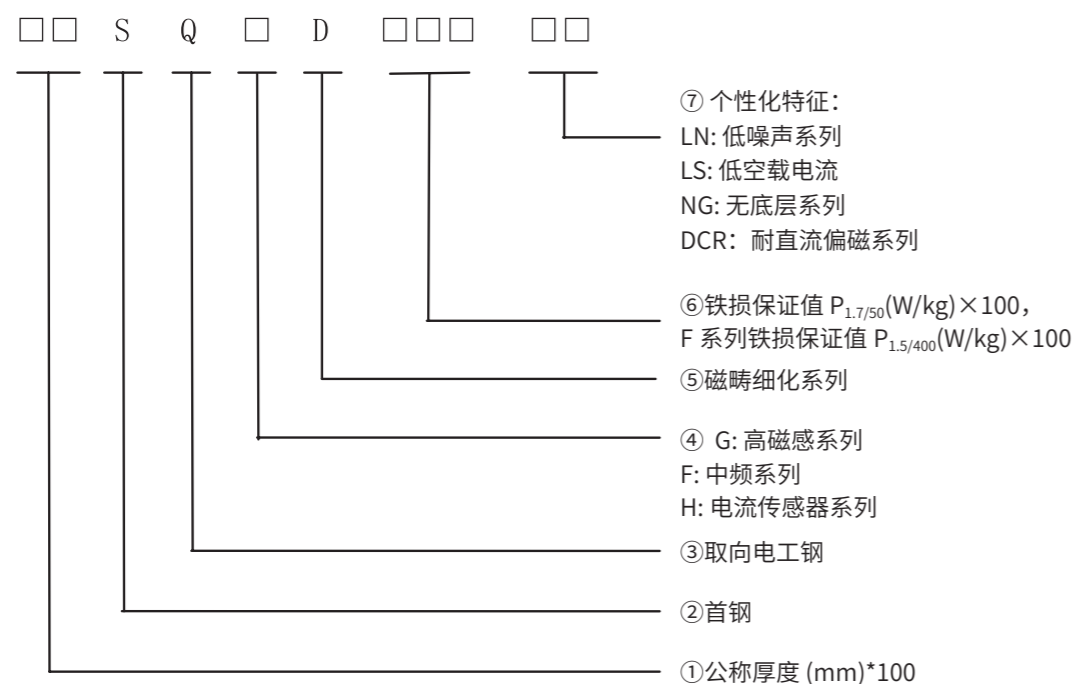 □□ S Q □ D □□□ □□
⑦ 个性化特征：
LN: 低噪声系列
LS: 低空载电流
NG: 无底层系列
DCR：耐直流偏磁系列
⑥铁损保证值 P1.7/50(W/kg)×100，
F 系列铁损保证值 P1.5/400(W/kg)×100
⑤磁畴细化系列
④ G: 高磁感系列
F: 中频系列
H: 电流传感器系列
③取向电工钢
②首钢
①公称厚度 (mm)*100